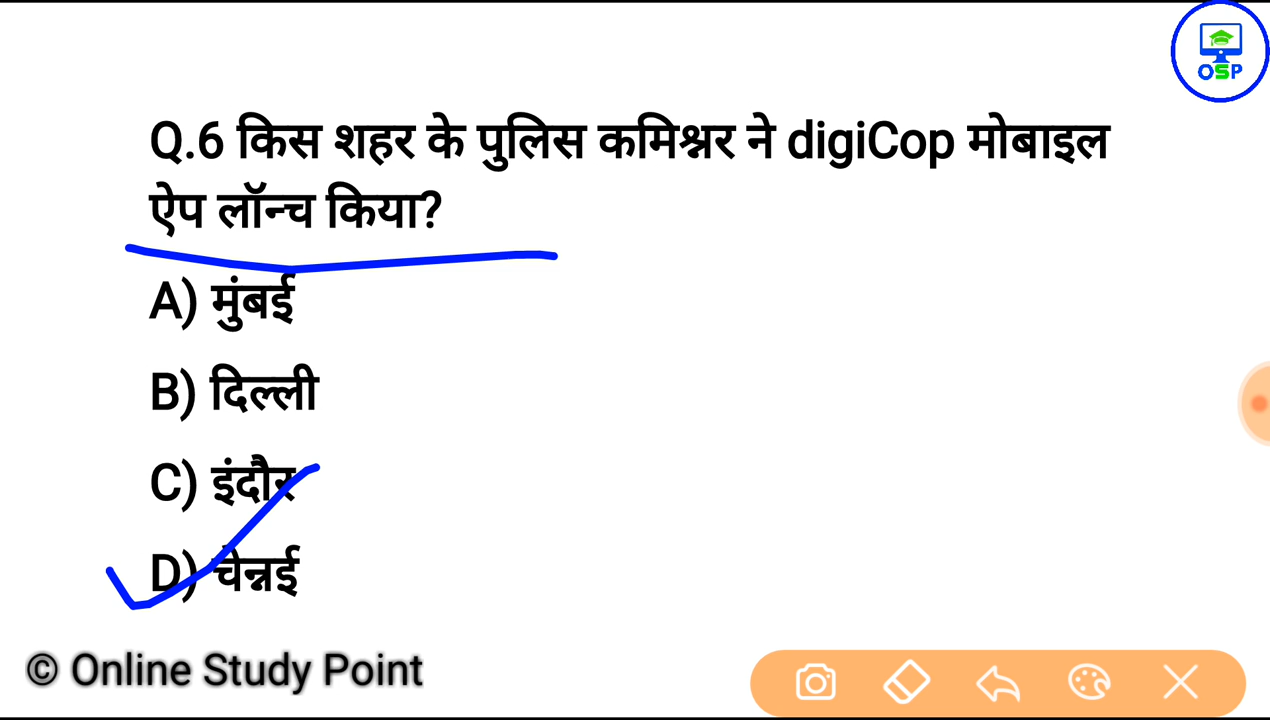 OSP
Q.6 किस शहर के पुलिस कमिश्नर ने digiCop मोबाइल
ऐप लॉन्च किया?
A) मुंबई
B) दिल्ली
C) इंदौर
D) चेन्नई
© Online Study Point